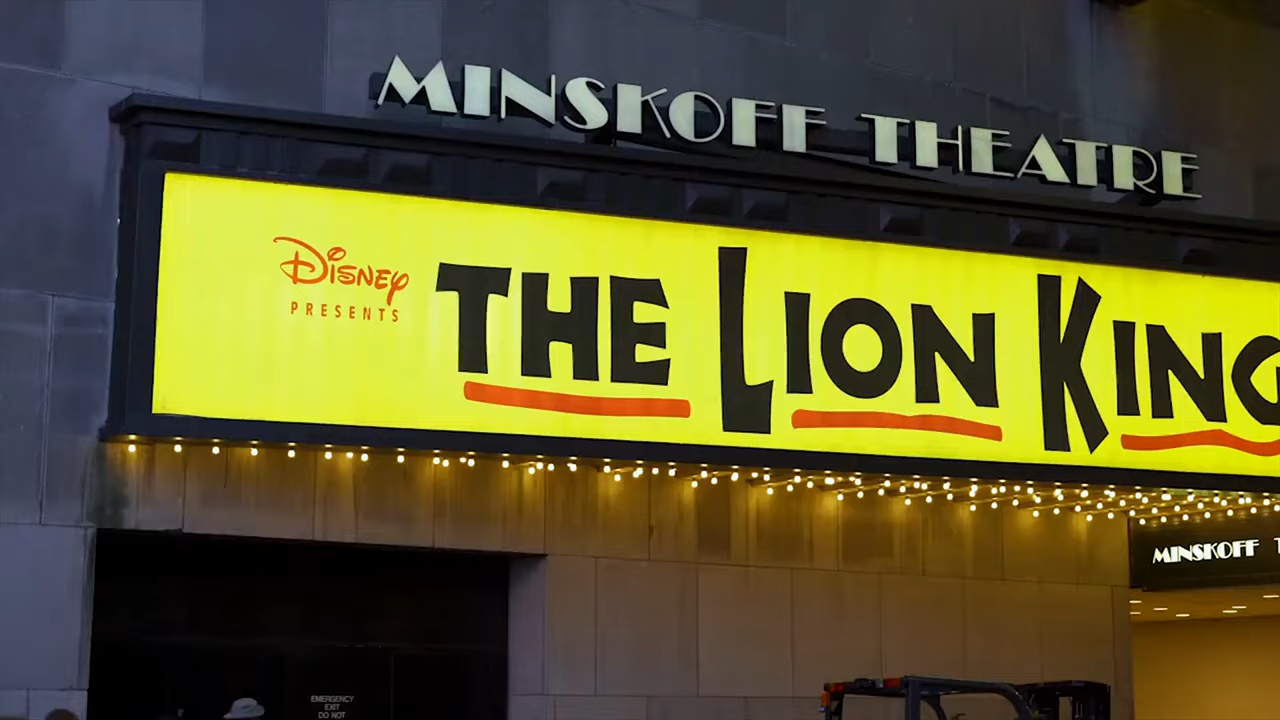 MINSKOFF THEATRE
DISNEY
PRESENTS
THE LION KING
MINSKOFF
EMERGENCY
EXIT
DO NOT